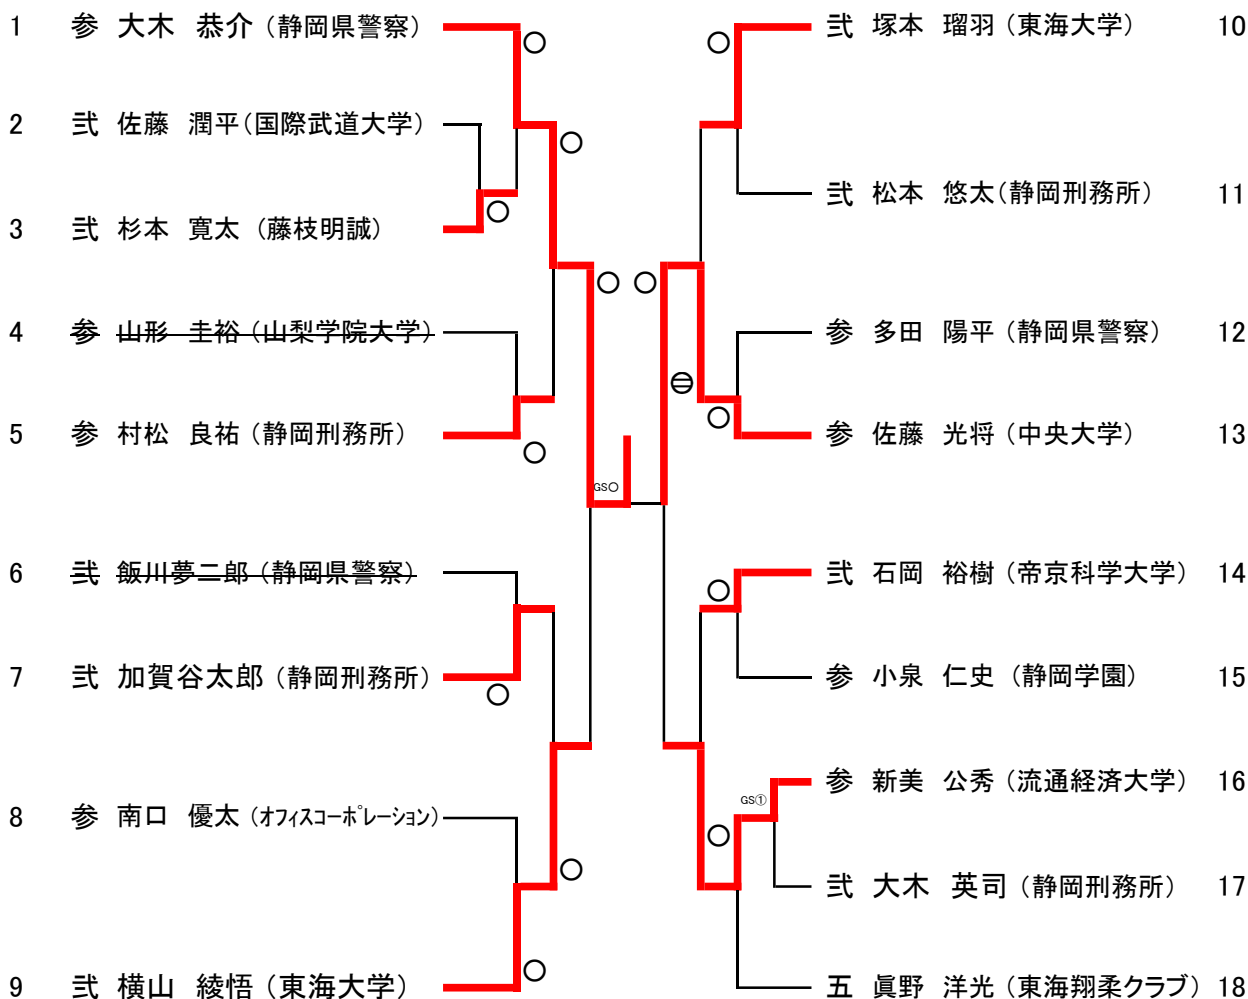 1 参 大木 恭介（静岡県警察）
2 弐 佐藤 潤平（国際武道大学）
3 弐 杉本 寛太（藤枝明誠）
4 参 山形 圭裕（山梨学院大学）
5 参 村松 良祐（静岡刑務所）
GS○
6 弐 飯川夢二郎（静岡県警察）
7 弐 加賀谷太郎（静岡刑務所）
8 参 南口 優太（オフィスコーポレーション）
9 弐 横山 綾悟（東海大学）
弐 塚本 瑠羽（東海大学） 10
弐 松本 悠太（静岡刑務所） 11
参 多田 陽平（静岡県警察） 12
参 佐藤 光将（中央大学） 13
弐 石岡 裕樹（帝京科学大学） 14
参 小泉 仁史（静岡学園） 15
参 新美 公秀（流通経済大学） 16
GS①
弐 大木 英司（静岡刑務所） 17
五 眞野 洋光（東海翔柔クラブ） 18